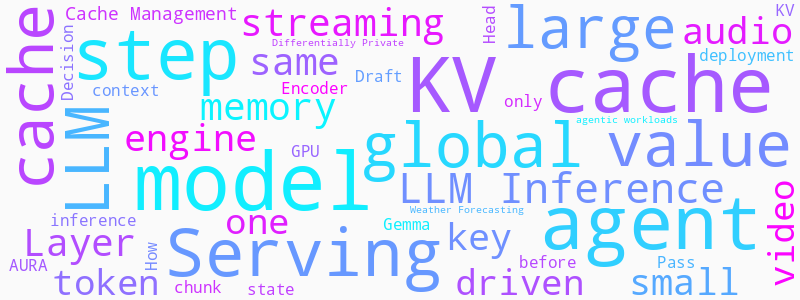 cache
Cache Management
streaming
Differentially Private
Head
large
KV
audio
Decision
step
same
Draft
deployment
context
Encoder
KV
cache
only
LLM
memory
agentic workloads
engine
GPU
global
value
model
LLM Inference
video
Weather Forecasting
inference
one
Gemma
agent
Layer
How
Serving
key
AURA
token
chunk
state
driven
before
Pass
small